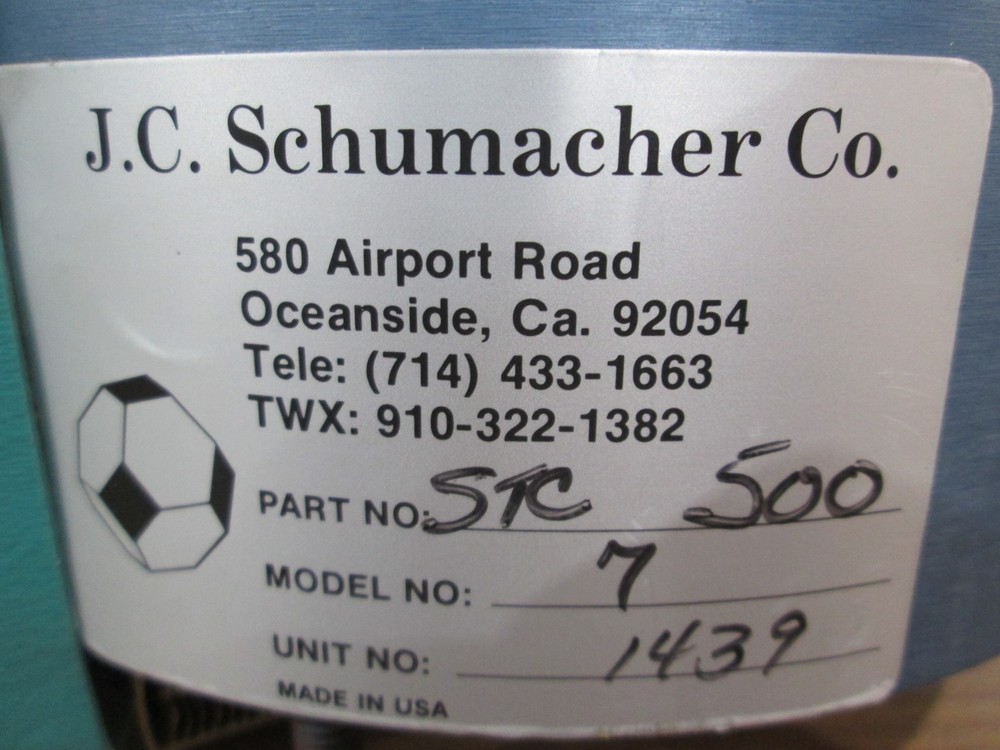 J.C. Schumacher Co.
580 Airport Road
Oceanside, Ca. 92054
Tele: (714) 433-1663
TWX: 910-322-1382
PART NO: STC 500
MODEL NO: 7
UNIT NO: 1439
MADE IN USA